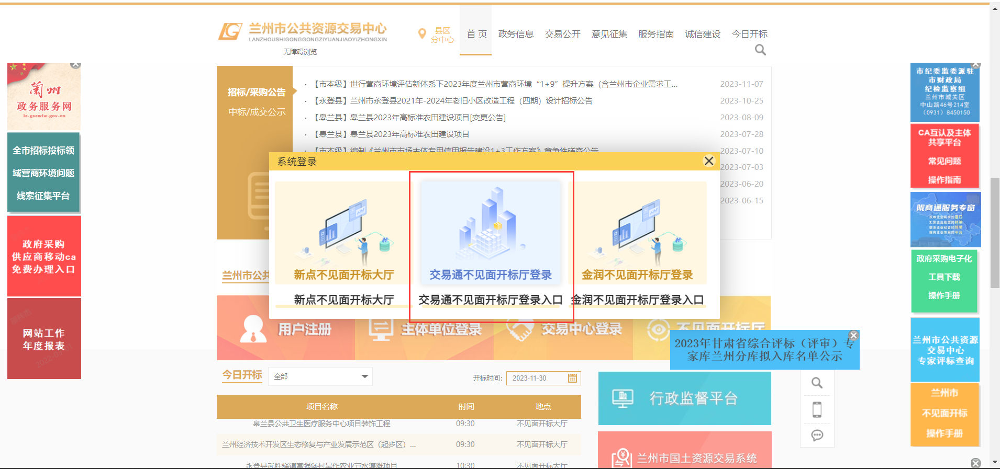 兰州市公共资源交易中心
LANZHOUSHIGONGGONGZIYUANJIAOYIZHONGXIN
无障碍浏览
县区
分中心
首 页
政务信息
交易公开
意见征集
服务指南
诚信建设
今日开标
兰州
政务服务网
lz.gszwfw.gov.cn
全市招标投标领
域营商环境问题
线索征集平台
政府采购
供应商移动ca
免费办理入口
网站工作
年度报表
招标/采购公告
中标/成交公示
· 【市本级】世行营商环境评估新体系下2023年度兰州市营商环境“1+9”提升方案（含兰州市企业需求工... 2023-11-07
· 【永登县】兰州市永登县2021年-2024年老旧小区改造工程（四期）设计招标公告 2023-10-25
· 【皋兰县】皋兰县2023年高标准农田建设项目[变更公告] 2023-08-09
· 【皋兰县】皋兰县2023年高标准农田建设项目 2023-07-28
· 【市本级】编制《兰州市市场主体专用信用报告建设1+3工作方案》竞争性磋商公告 2023-07-10
2023-07-03
2023-06-20
2023-06-15
系统登录
新点不见面开标大厅
交易通不见面开标厅登录
金润不见面开标厅登录
新点不见面开标大厅
交易通不见面开标厅登录入口
金润不见面开标厅登录入口
兰州市公共
用户注册
主体单位登录
交易中心登录
不见面开标厅
2023年甘肃省综合评标（评审）专
家库兰州分库拟入库名单公示
今日开标
全部
开标时间：
2023-11-30
项目名称 时间 地点
皋兰县公共卫生医疗服务中心项目装饰工程 09:30 不见面开标大厅
兰州经济技术开发区生态修复与产业发展示范区（起步区）... 09:30 不见面开标大厅
永登县武胜驿镇富强堡村旱作农业节水灌溉项目 10:30 不见面开标大厅
行政监督平台
兰州市国土资源交易系统
市纪委监委派驻
市财政局
纪检监察组
兰州市城关区
中山路46号214室
（0931）8450150
CA互认及主体
共享平台
常见问题
操作指南
陇商通服务专窗
政府采购电子化
工具下载
操作手册
兰州市公共资源
交易中心
专家评标查询
兰州市
不见面开标
操作手册